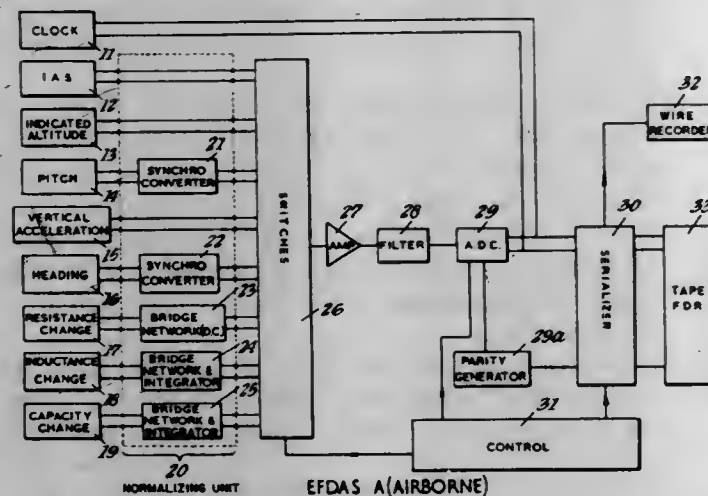 CLOCK
11
IAS
12
INDICATED
ALTITUDE
13
PITCH
14
VERTICAL
ACCELERATION
15
HEADING
16
RESISTANCE
CHANGE
17
INDUCTANCE
CHANGE
18
CAPACITY
CHANGE
19
21
SYNCHRO
CONVERTER
22
SYNCHRO
CONVERTER
23
BRIDGE
NETWORK(D.C.)
24
BRIDGE
NETWORK &
INTEGRATOR
25
BRIDGE
NETWORK &
INTEGRATOR
20
NORMALIZING UNIT
SWITCHES
26
27
AMP
28
FILTER
29
A.D.C.
29a
PARITY
GENERATOR
30
SERIALIZER
31
CONTROL
32
WIRE
RECORDER
33
TAPE
FDR
EFDAS A (AIRBORNE)